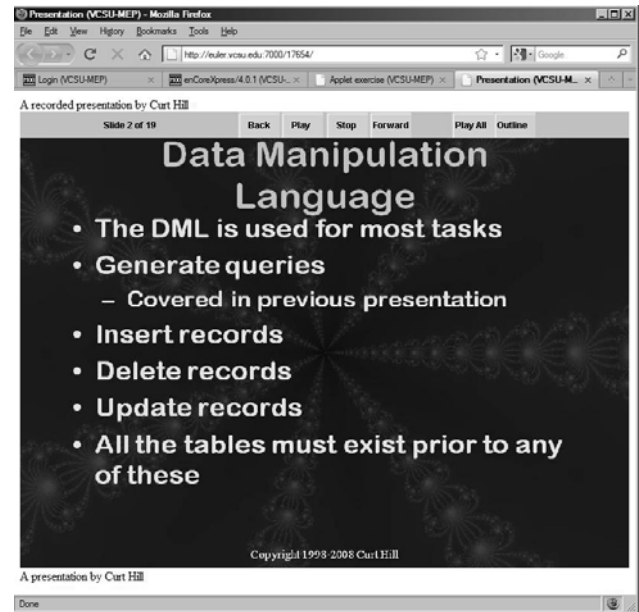 Presentation (VCSU-MEP) - Mozilla Firefox
File Edit View History Bookmarks Tools Help
http://euler.vcsu.edu:7000/17654/
Google
Login (VCSU-MEP)
enCoreXpress/4.0.1 (VCSU-...
Applet exercise (VCSU-MEP)
Presentation (VCSU-M...
A recorded presentation by Curt Hill
Slide 2 of 19 Back Play Stop Forward Play All Outline
Data Manipulation
Language
• The DML is used for most tasks
• Generate queries
– Covered in previous presentation
• Insert records
• Delete records
• Update records
• All the tables must exist prior to any
of these
Copyright 1998-2008 Curt Hill
A presentation by Curt Hill
Done